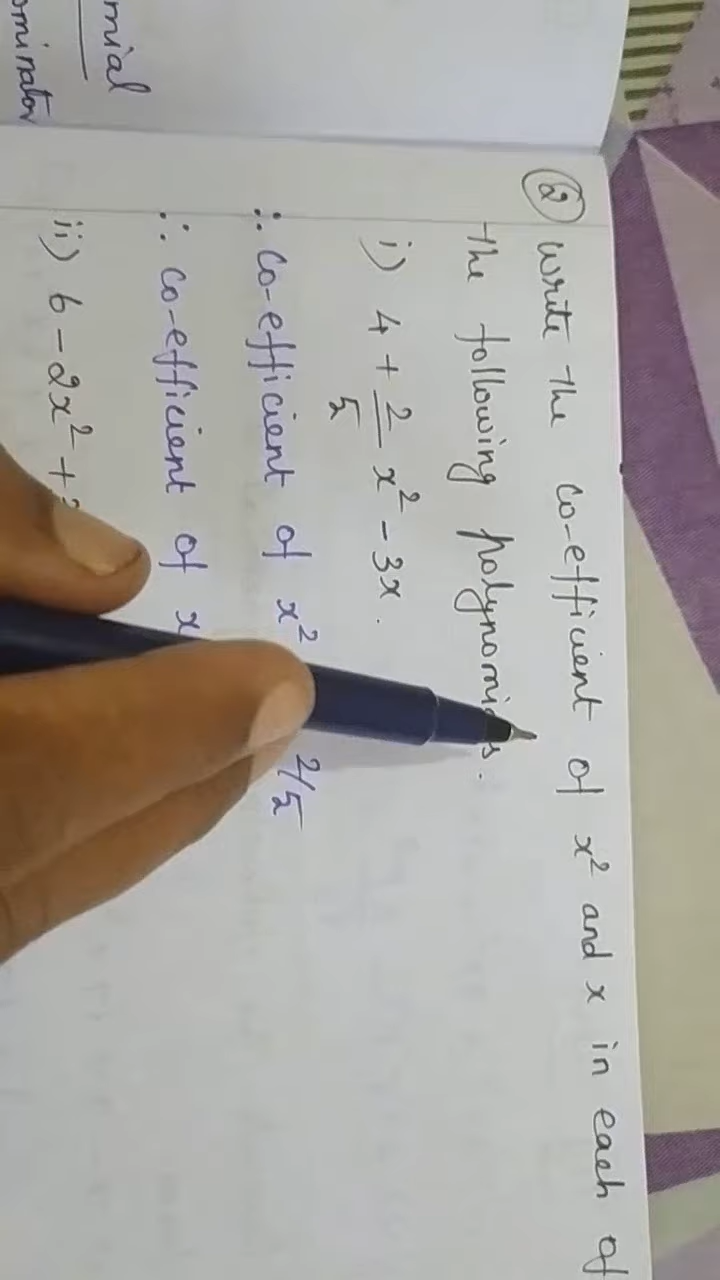 mial
ominator
② Write the co-efficient of x² and x in each of
the following polynomials.
i) 4 + 2/5 x² - 3x.
∴ co-efficient of x² 2/5
∴ co-efficient of x
ii) 6 - 2x² +